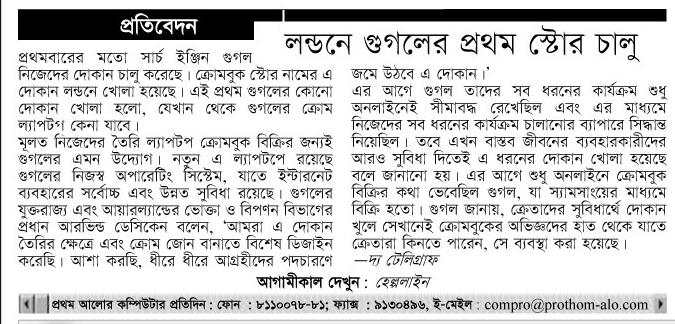 প্রতিবেদন
লন্ডনে গুগলের প্রথম স্টোর চালু
প্রথমবারের মতো সার্চ ইঞ্জিন গুগল
নিজেদের দোকান চালু করেছে। ক্রোমবুক স্টোর নামের এ
দোকান লন্ডনে খোলা হয়েছে। এই প্রথম গুগলের কোনো
দোকান খোলা হলো, যেখান থেকে গুগলের ক্রোম
ল্যাপটপ কেনা যাবে।
মূলত নিজেদের তৈরি ল্যাপটপ ক্রোমবুক বিক্রির জন্যই
গুগলের এমন উদ্যোগ। নতুন এ ল্যাপটপে রয়েছে
গুগলের নিজস্ব অপারেটিং সিস্টেম, যাতে ইন্টারনেট
ব্যবহারের সর্বোচ্চ এবং উন্নত সুবিধা রয়েছে। গুগলের
যুক্তরাজ্য এবং আয়ারল্যান্ডের ভোক্তা ও বিপণন বিভাগের
প্রধান আরভিন্ড ডেসিকেন বলেন, 'আমরা এ দোকান
তৈরির ক্ষেত্রে এবং ক্রোম জোন বানাতে বিশেষ ডিজাইন
করেছি। আশা করছি, ধীরে ধীরে আগ্রহীদের পদচারণে
জমে উঠবে এ দোকান।'
এর আগে গুগল তাদের সব ধরনের কার্যক্রম শুধু
অনলাইনেই সীমাবদ্ধ রেখেছিল এবং এর মাধ্যমে
নিজেদের সব ধরনের কার্যক্রম চালানোর ব্যাপারে সিদ্ধান্ত
নিয়েছিল। তবে এখন বাস্তব জীবনের ব্যবহারকারীদের
আরও সুবিধা দিতেই এ ধরনের দোকান খোলা হয়েছে
বলে জানানো হয়। এর আগে শুধু অনলাইনে ক্রোমবুক
বিক্রির কথা ভেবেছিল গুগল, যা স্যামসাংয়ের মাধ্যমে
বিক্রি হতো। গুগল জানায়, ক্রেতাদের সুবিধার্থে দোকান
খুলে সেখানেই ক্রোমবুকের অভিজ্ঞদের হাত থেকে যাতে
ক্রেতারা কিনতে পারেন, সে ব্যবস্থা করা হয়েছে।
—দ্য টেলিগ্রাফ
আগামীকাল দেখুন : হেল্পলাইন
প্রথম আলোর কম্পিউটার প্রতিদিন : ফোন : ৮১১০০৭৮-৮১; ফ্যাক্স : ৯১৩০৪৯৬, ই-মেইল : compro@prothom-alo.com